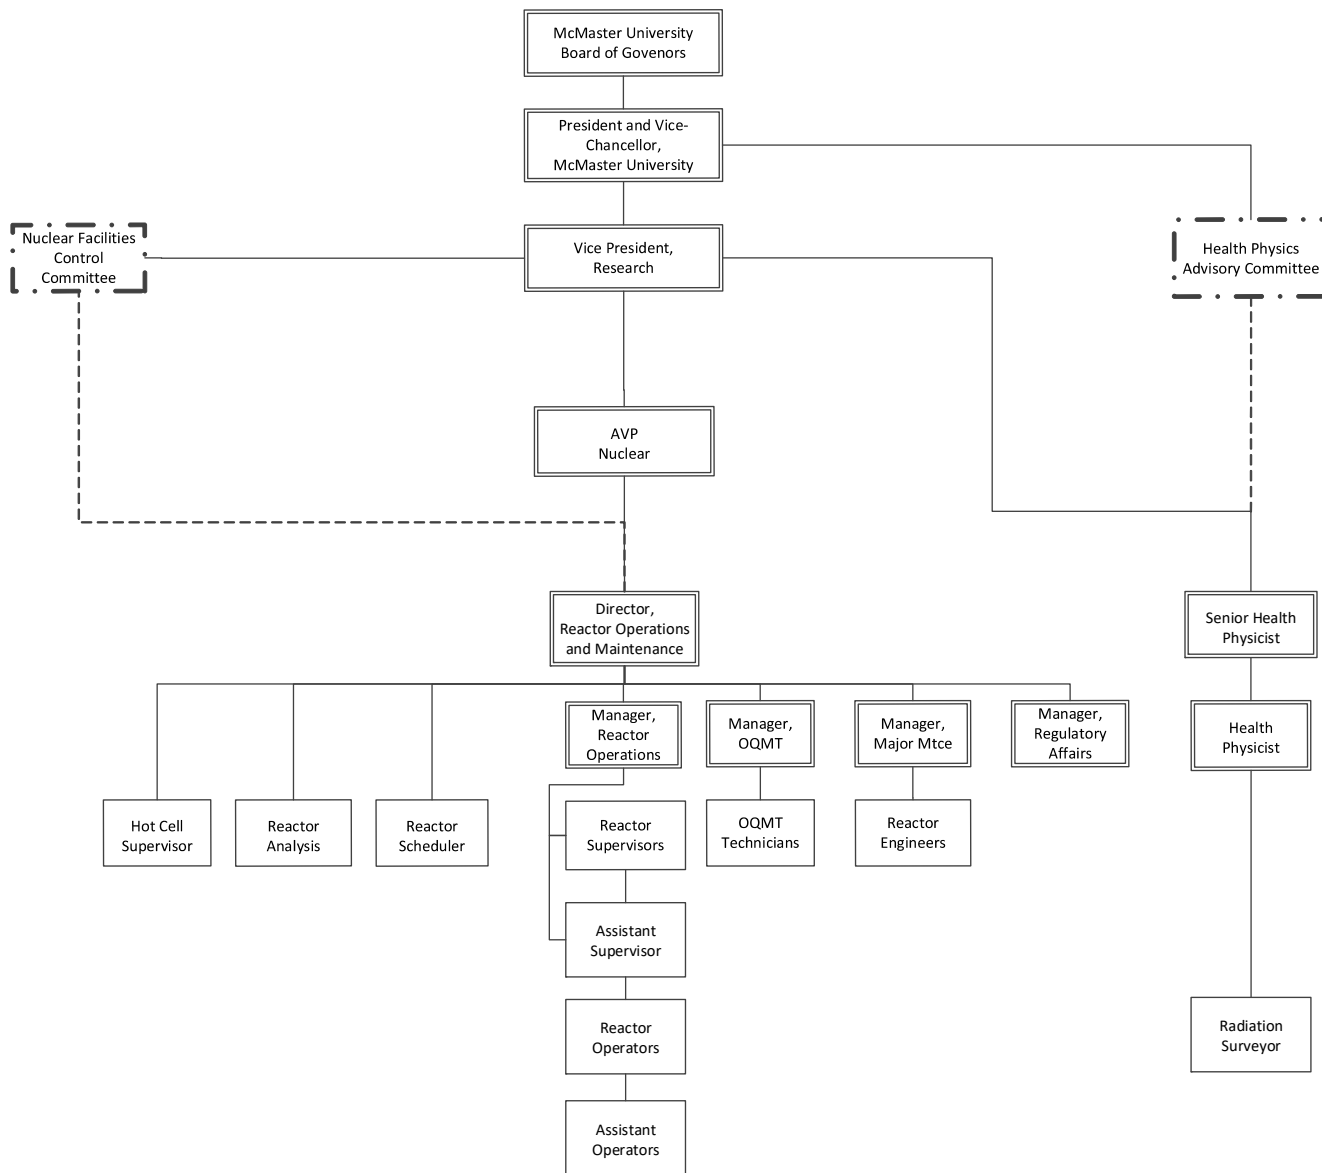 McMaster University
Board of Govenors
President and Vice-
Chancellor,
McMaster University
Nuclear Facilities
Control
Committee
Vice President,
Research
Health Physics
Advisory Committee
AVP
Nuclear
Director,
Reactor Operations
and Maintenance
Senior Health
Physicist
Manager,
Reactor
Operations
Manager,
OQMT
Manager,
Major Mtce
Manager,
Regulatory
Affairs
Health
Physicist
Hot Cell
Supervisor
Reactor
Analysis
Reactor
Scheduler
Reactor
Supervisors
OQMT
Technicians
Reactor
Engineers
Assistant
Supervisor
Reactor
Operators
Radiation
Surveyor
Assistant
Operators